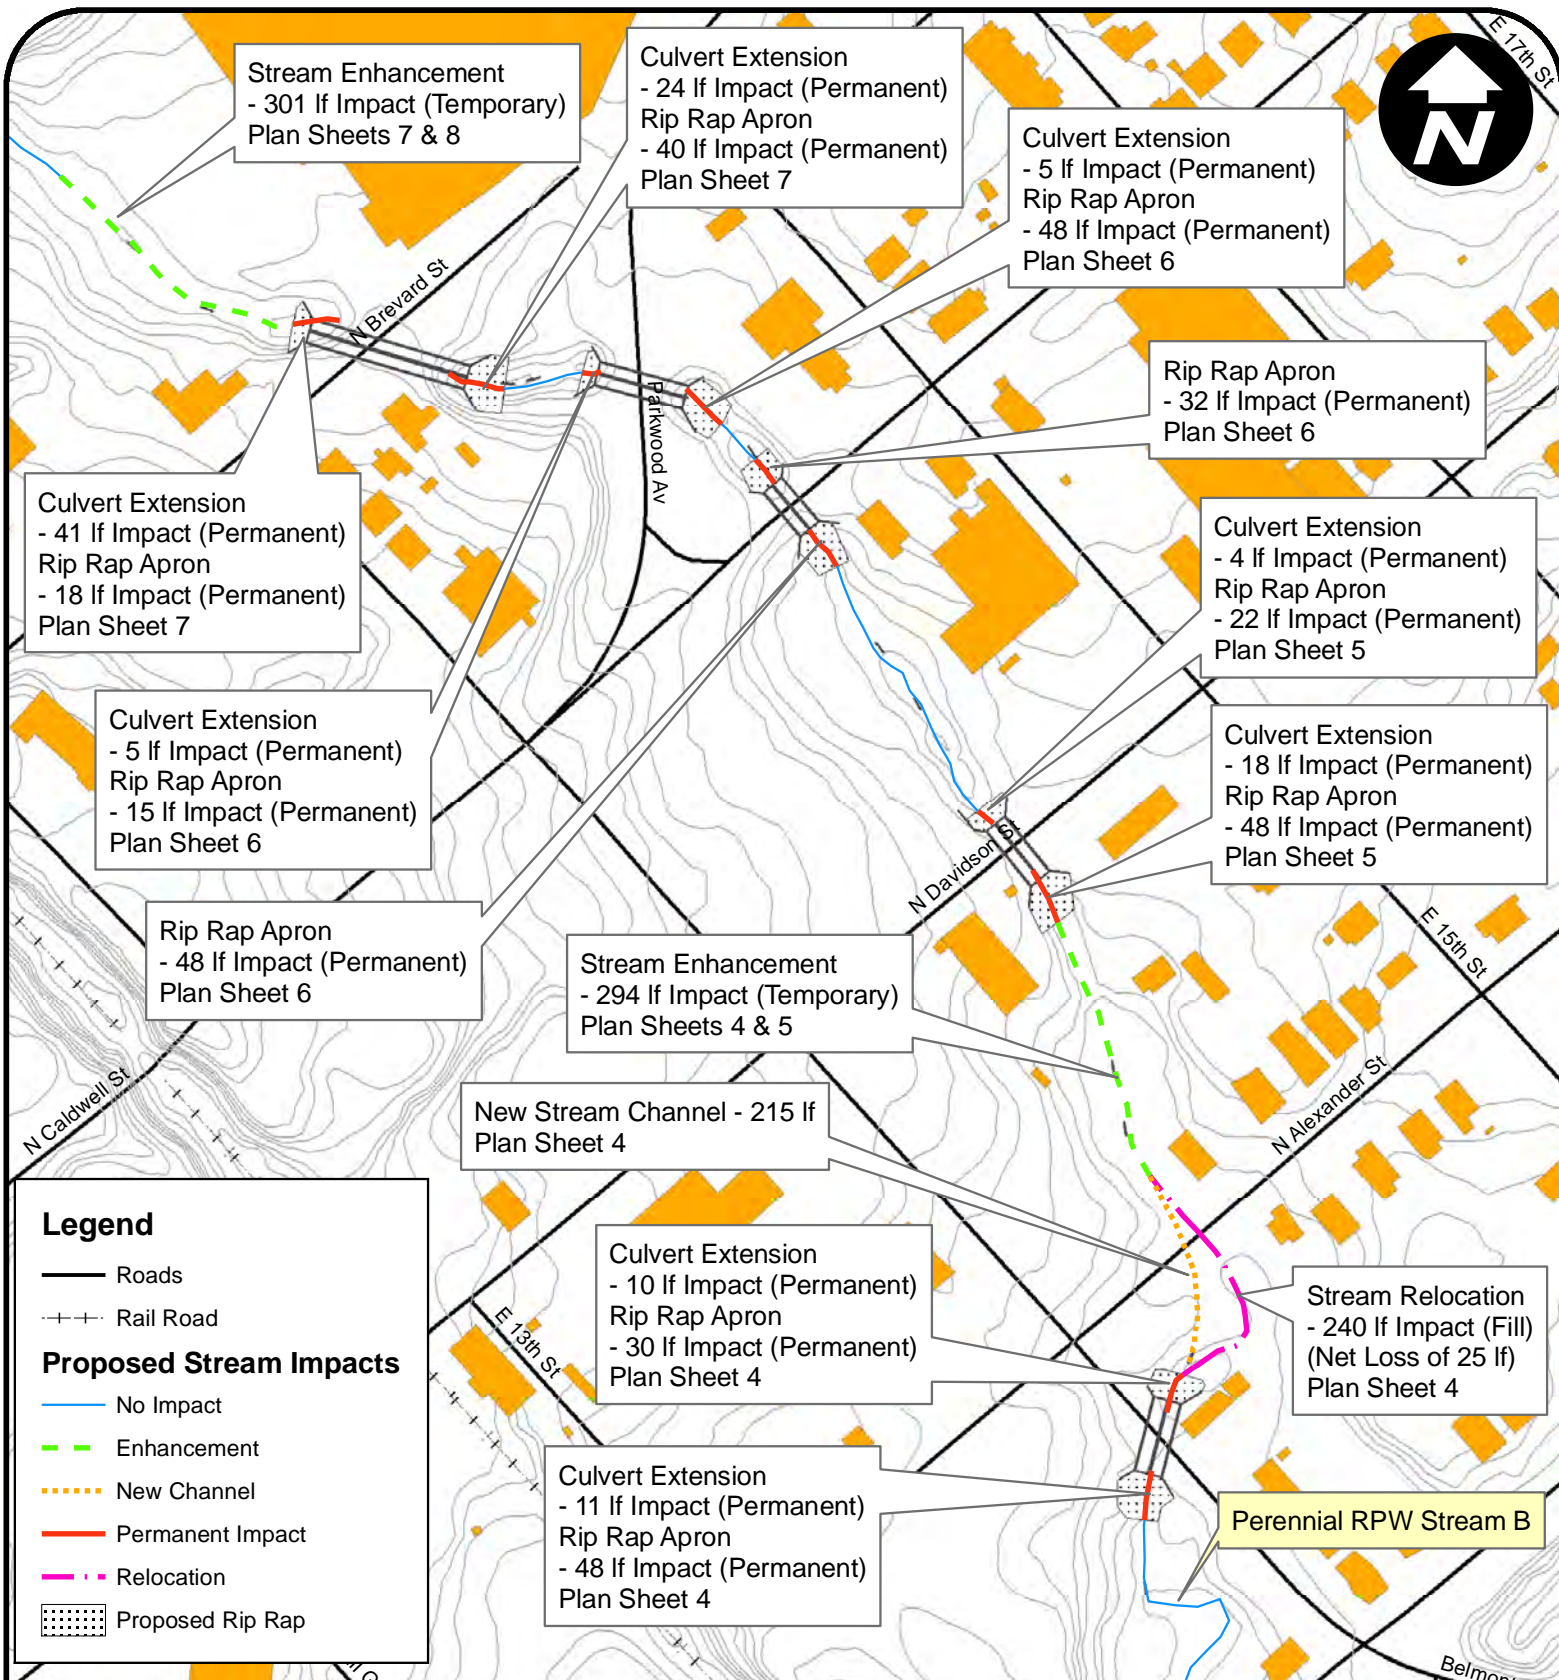 E 17th St
N
Stream Enhancement
- 301 lf Impact (Temporary)
Plan Sheets 7 & 8
Culvert Extension
- 24 lf Impact (Permanent)
Rip Rap Apron
- 40 lf Impact (Permanent)
Plan Sheet 7
Culvert Extension
- 5 lf Impact (Permanent)
Rip Rap Apron
- 48 lf Impact (Permanent)
Plan Sheet 6
N Brevard St
Parkwood Av
Rip Rap Apron
- 32 lf Impact (Permanent)
Plan Sheet 6
Culvert Extension
- 41 lf Impact (Permanent)
Rip Rap Apron
- 18 lf Impact (Permanent)
Plan Sheet 7
Culvert Extension
- 4 lf Impact (Permanent)
Rip Rap Apron
- 22 lf Impact (Permanent)
Plan Sheet 5
Culvert Extension
- 5 lf Impact (Permanent)
Rip Rap Apron
- 15 lf Impact (Permanent)
Plan Sheet 6
Culvert Extension
- 18 lf Impact (Permanent)
Rip Rap Apron
- 48 lf Impact (Permanent)
Plan Sheet 5
N Davidson St
Rip Rap Apron
- 48 lf Impact (Permanent)
Plan Sheet 6
E 15th St
Stream Enhancement
- 294 lf Impact (Temporary)
Plan Sheets 4 & 5
N Caldwell St
New Stream Channel - 215 lf
Plan Sheet 4
N Alexander St
Culvert Extension
- 10 lf Impact (Permanent)
Rip Rap Apron
- 30 lf Impact (Permanent)
Plan Sheet 4
E 13th St
Stream Relocation
- 240 lf Impact (Fill)
(Net Loss of 25 lf)
Plan Sheet 4
Culvert Extension
- 11 lf Impact (Permanent)
Rip Rap Apron
- 48 lf Impact (Permanent)
Plan Sheet 4
Perennial RPW Stream B
Legend
Roads
Rail Road
Proposed Stream Impacts
No Impact
Enhancement
New Channel
Permanent Impact
Relocation
Proposed Rip Rap